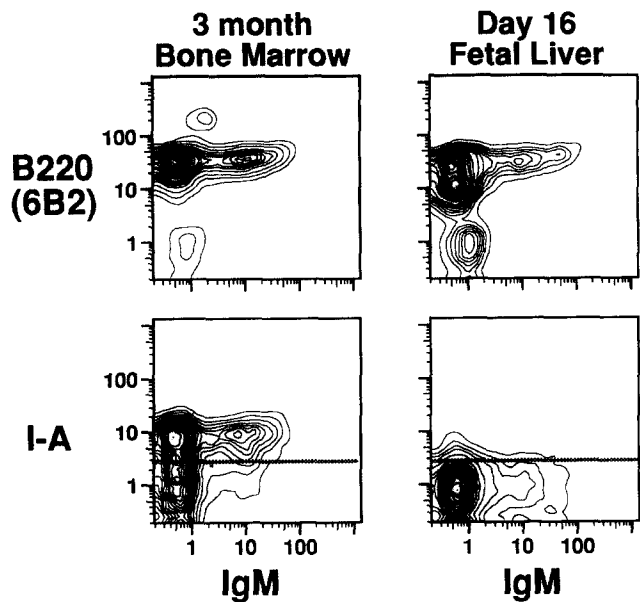 3 month
Bone Marrow
Day 16
Fetal Liver
B220
(6B2)
100
10
1
I-A
100
10
1
1 10 100
1 10 100
IgM
IgM